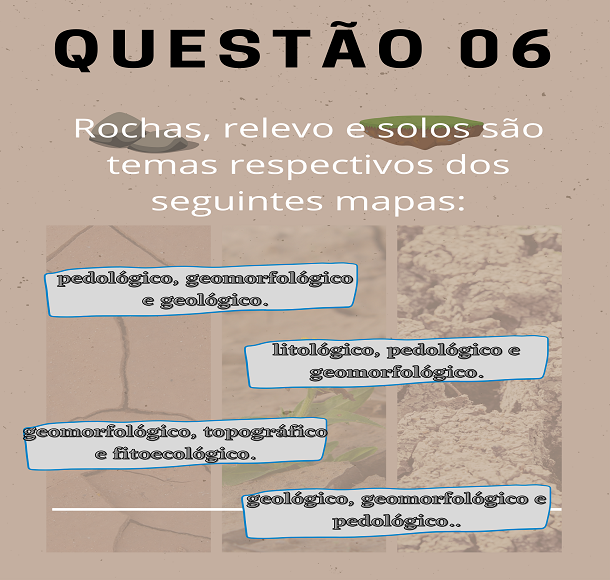 QUESTÃO 06
Rochas, relevo e solos são
temas respectivos dos
seguintes mapas:
pedológico, geomorfológico
e geológico.
litológico, pedológico e
geomorfológico.
geomorfológico, topográfico
e fitoecológico.
geológico, geomorfológico e
pedológico..